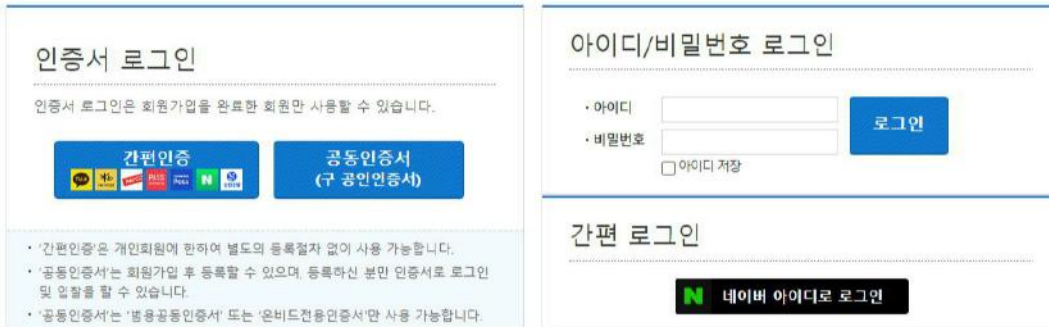 인증서 로그인
인증서 로그인은 회원가입을 완료한 회원만 사용할 수 있습니다.
간편인증
공동인증서
(구 공인인증서)
• '간편인증'은 개인회원에 한하여 별도의 등록절차 없이 사용 가능합니다.
• '공동인증서'는 회원가입 후 등록할 수 있으며, 등록하신 분만 인증서로 로그인
및 입찰을 할 수 있습니다.
• '공동인증서'는 '범용공동인증서' 또는 '온비드전용인증서'만 사용 가능합니다.
아이디/비밀번호 로그인
• 아이디
• 비밀번호
로그인
아이디 저장
간편 로그인
N 네이버 아이디로 로그인